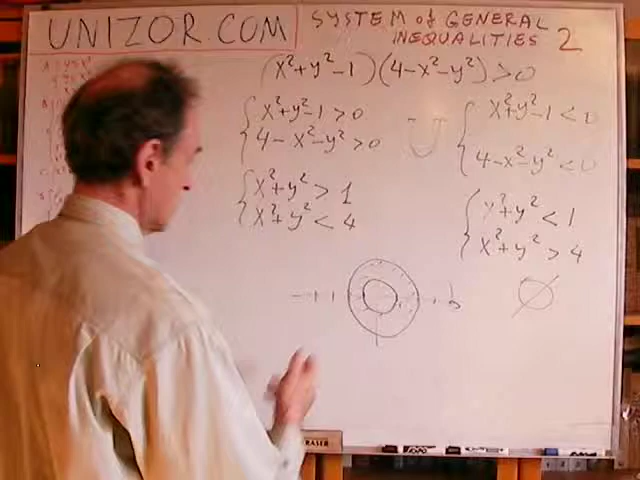 UNIZOR.COM
SYSTEM of GENERAL
INEQUALITIES 2
(x²+y²-1)(4-x²-y²)>0
x²+y²-1>0
4-x²-y²>0
U
x²+y²-1<0
4-x²-y²<0
x²+y²>1
x²+y²<4
x²+y²<1
x²+y²>4
∅
ERASER
EXPO